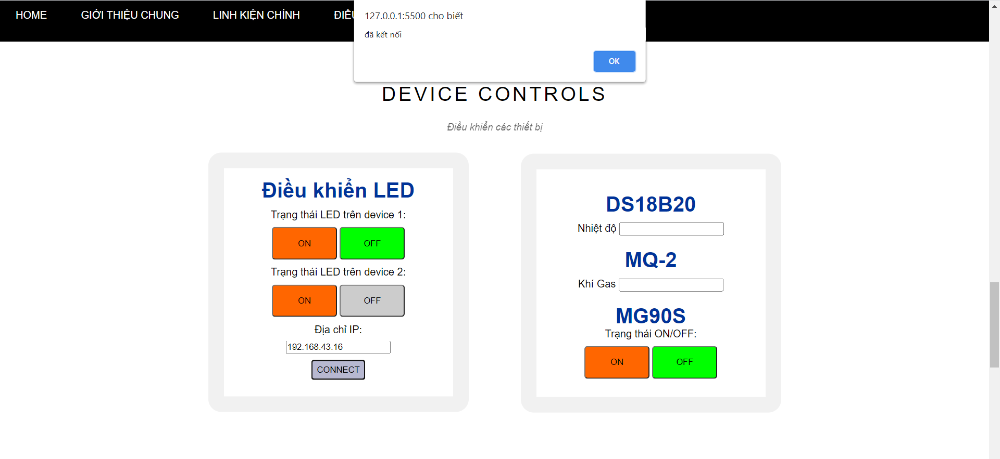 HOME GIỚI THIỆU CHUNG LINH KIỆN CHÍNH
127.0.0.1:5500 cho biết
đã kết nối
OK
DEVICE CONTROLS
Điều khiển các thiết bị
Điều khiển LED
Trạng thái LED trên device 1:
ON OFF
Trạng thái LED trên device 2:
ON OFF
Địa chỉ IP:
192.168.43.16
CONNECT
DS18B20
Nhiệt độ
MQ-2
Khí Gas
MG90S
Trạng thái ON/OFF:
ON OFF